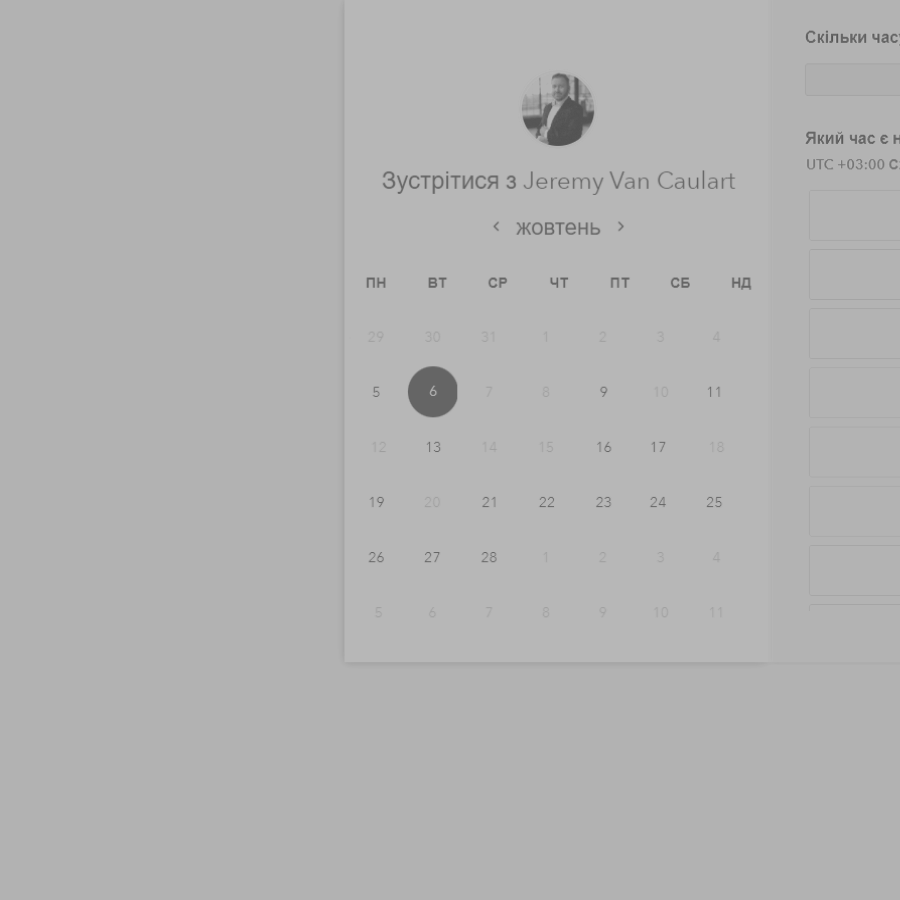 Скільки часу
Який час є н
UTC +03:00
Зустрітися з Jeremy Van Caulart
жовтень
ПН ВТ СР ЧТ ПТ СБ НД
29 30 31 1 2 3 4
5 6 7 8 9 10 11
12 13 14 15 16 17 18
19 20 21 22 23 24 25
26 27 28 1 2 3 4
5 6 7 8 9 10 11